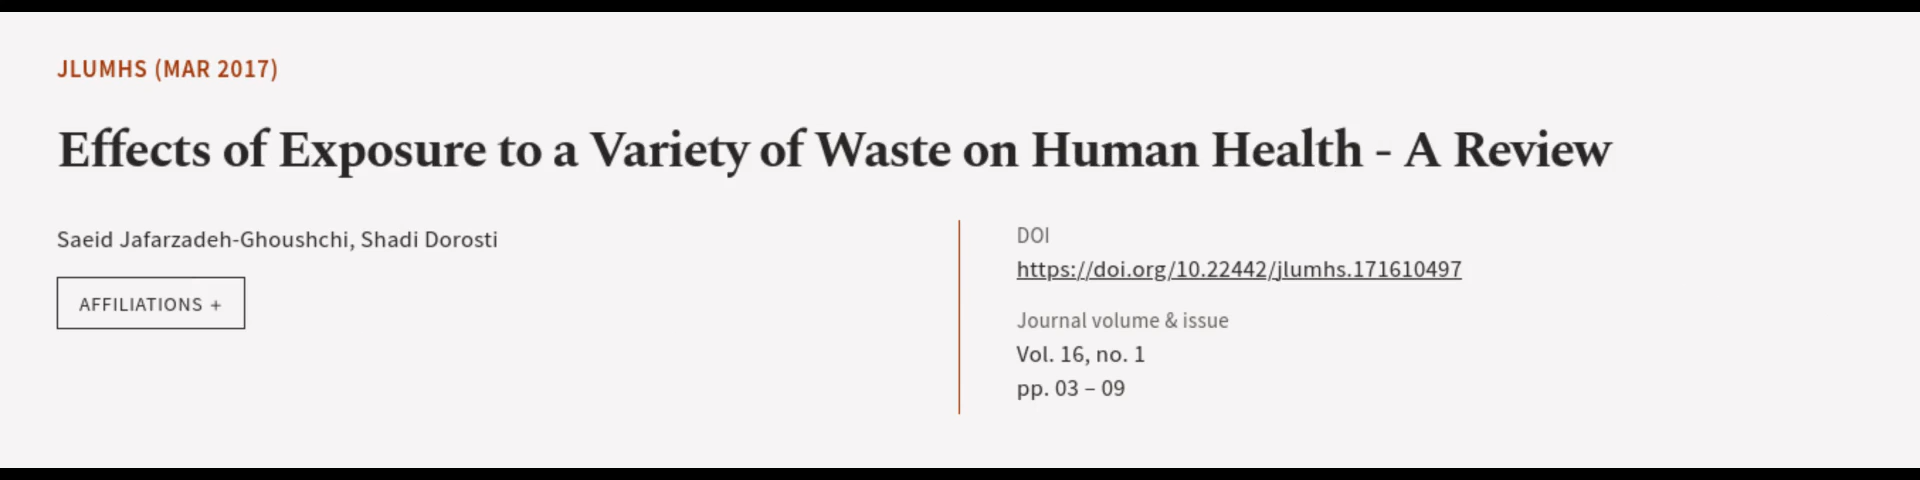 JLUMHS (MAR 2017)
Effects of Exposure to a Variety of Waste on Human Health - A Review
Saeid Jafarzadeh-Ghoushchi, Shadi Dorosti
AFFILIATIONS +
DOI
https://doi.org/10.22442/jlumhs.171610497
Journal volume & issue
Vol. 16, no. 1
pp. 03 – 09